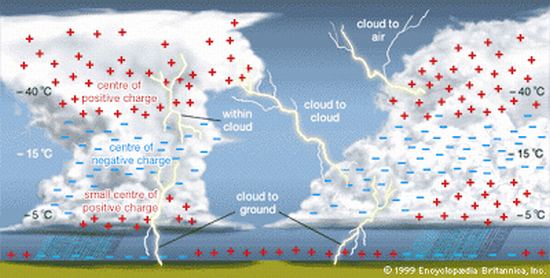 cloud to
air
−40 °C
centre of
positive charge
within
cloud
cloud to
cloud
−40 °C
−15 °C
centre of
negative charge
−15 °C
small centre of
positive charge
cloud to
ground
−5 °C
−5 °C
© 1999 Encyclopædia Britannica, Inc.